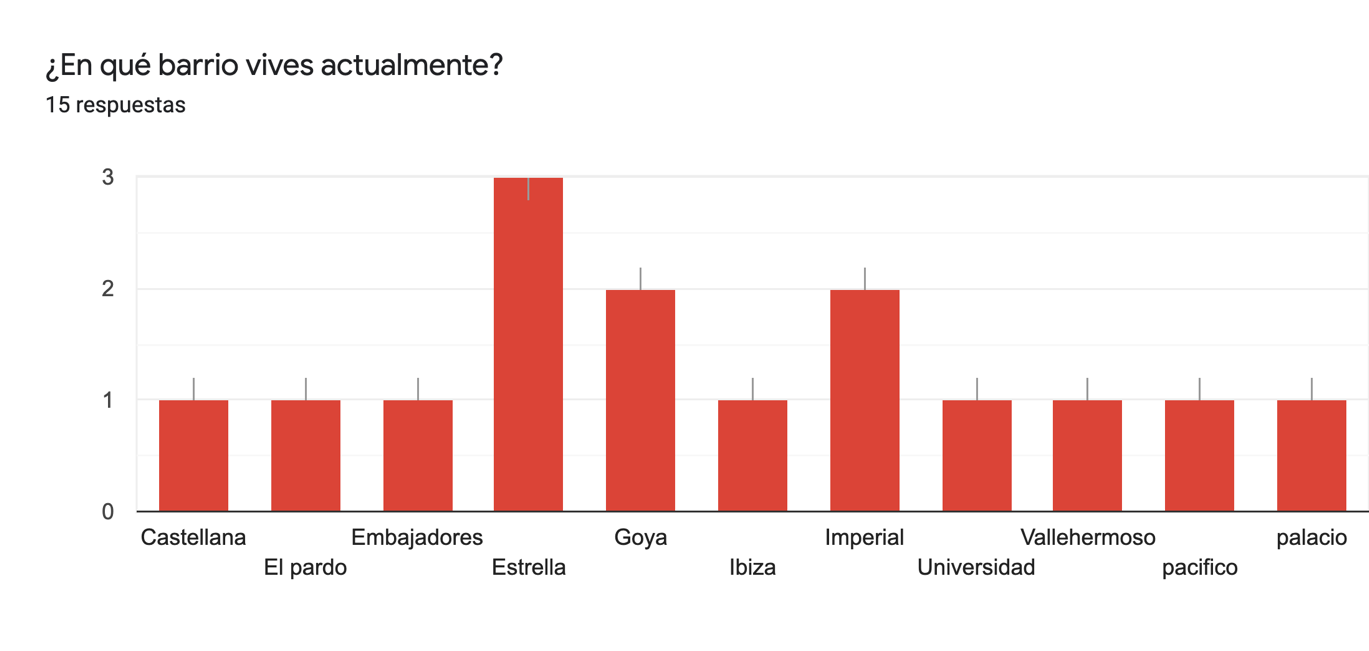 ¿En qué barrio vives actualmente?
15 respuestas
3
2
1
0
Castellana Embajadores Goya Imperial Vallehermoso palacio
El pardo Estrella Ibiza Universidad pacifico